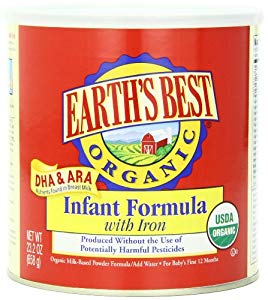 EARTH'S BEST
ORGANIC
DHA & ARA
Nutrients Found in Breast Milk
Infant Formula
with Iron
USDA
ORGANIC
NET WT
23.2 OZ
(658 g)
Produced Without the Use of
Potentially Harmful Pesticides
Organic Milk-Based Powder Formula/Add Water • For Baby's First 12 Months